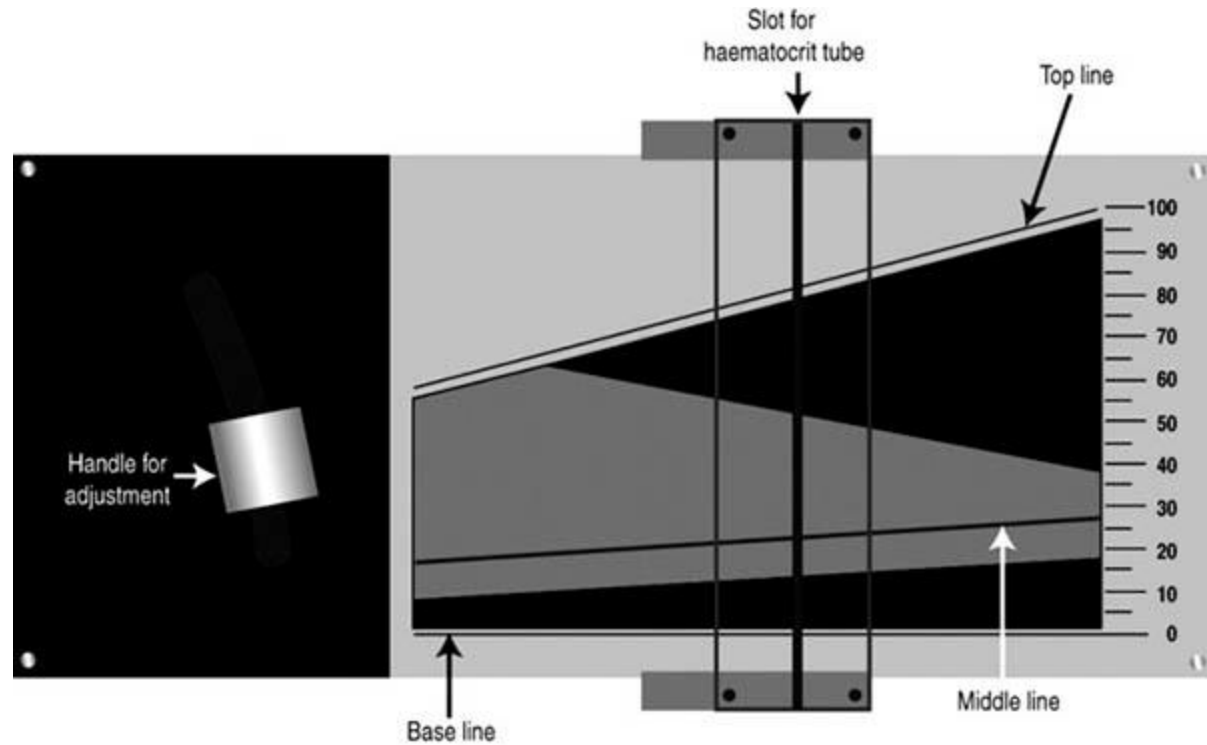 Slot for
haematocrit tube
Top line
100
90
80
70
60
50
40
30
20
10
0
Handle for
adjustment
Middle line
Base line